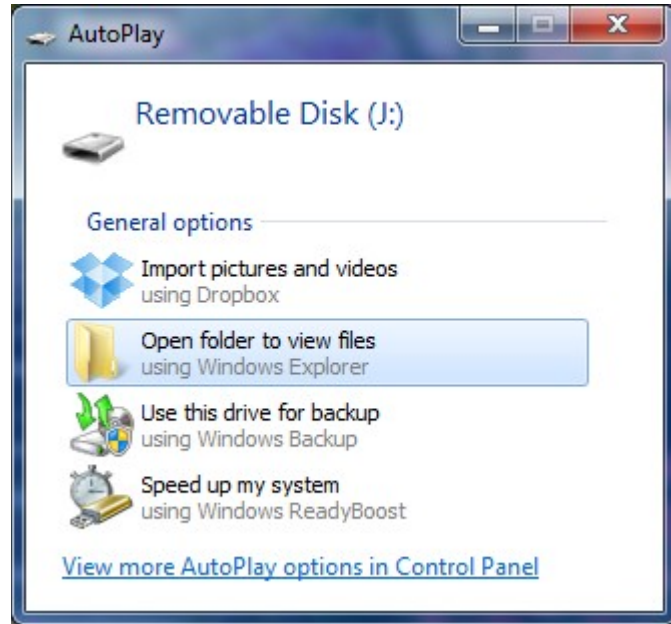 AutoPlay
Removable Disk (J:)
General options
Import pictures and videos
using Dropbox
Open folder to view files
using Windows Explorer
Use this drive for backup
using Windows Backup
Speed up my system
using Windows ReadyBoost
View more AutoPlay options in Control Panel